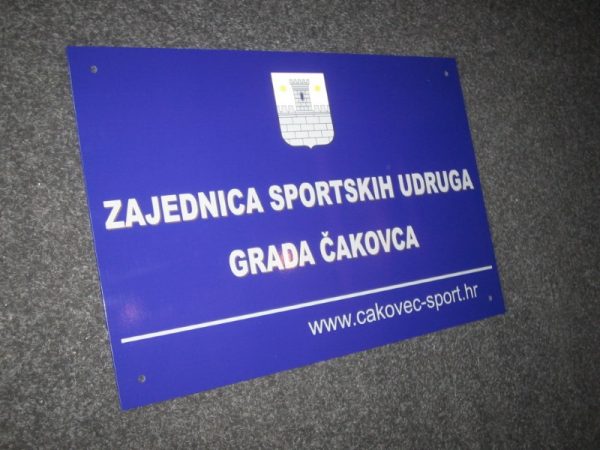 ZAJEDNICA SPORTSKIH UDRUGA
GRADA ČAKOVCA
www.cakovec-sport.hr